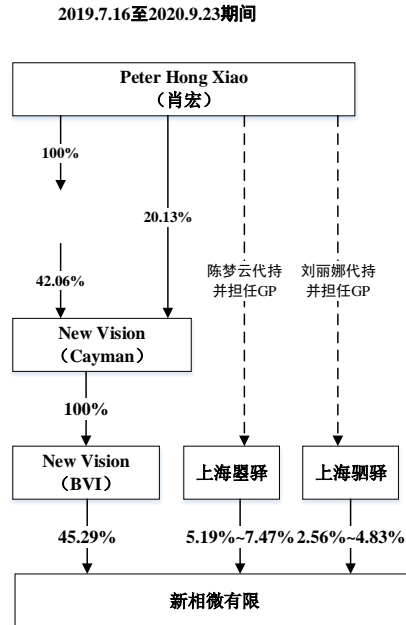 2019.7.16至2020.9.23期间
Peter Hong Xiao
（肖宏）
100%
20.13%
陈梦云代持
并担任GP
刘丽娜代持
并担任GP
42.06%
New Vision
（Cayman）
100%
New Vision
（BVI）
上海曌驿
上海驷驿
45.29%
5.19%~7.47%
2.56%~4.83%
新相微有限